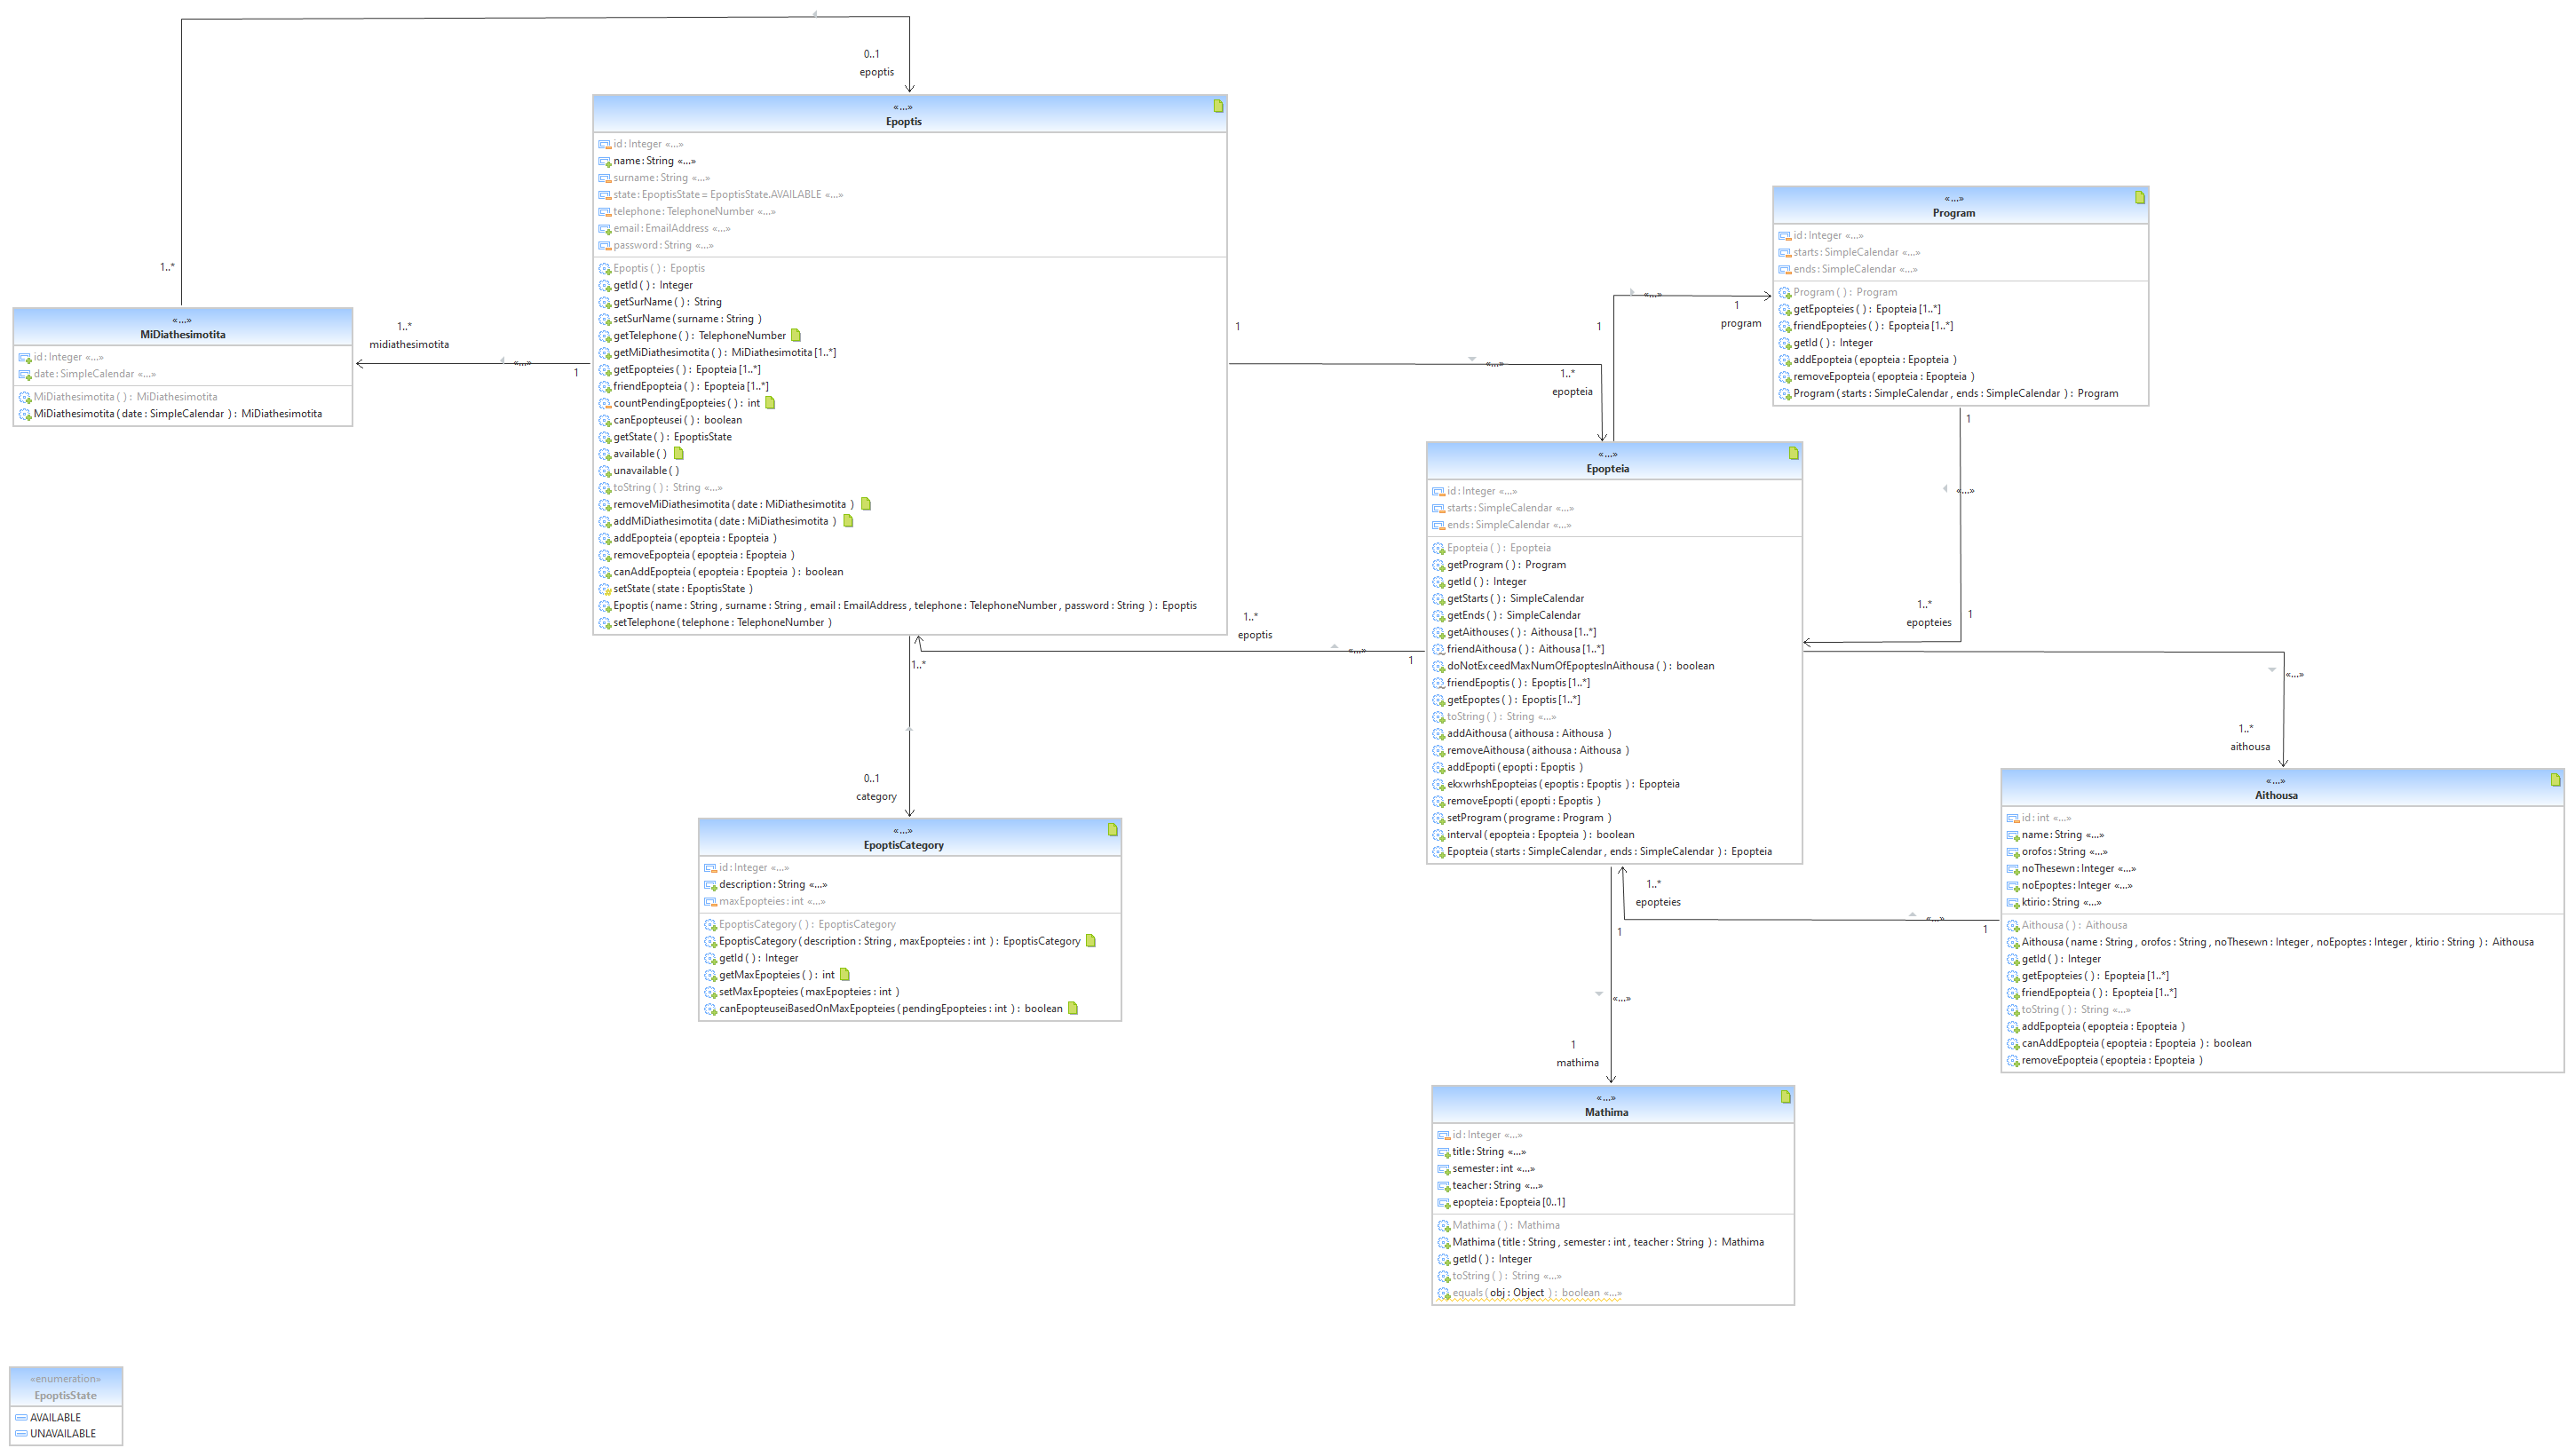 0..1
epoptis
«...»
Epoptis
id : Integer «...»
name : String «...»
surname : String «...»
state : EpoptisState = EpoptisState.AVAILABLE «...»
telephone : TelephoneNumber «...»
email : EmailAddress «...»
password : String «...»
Epoptis ( ) : Epoptis
getId ( ) : Integer
getSurName ( ) : String
setSurName ( surname : String )
getTelephone ( ) : TelephoneNumber
getMiDiathesimotita ( ) : MiDiathesimotita [1..*]
getEpopteies ( ) : Epopteia [1..*]
friendEpopteia ( ) : Epopteia [1..*]
countPendingEpopteies ( ) : int
canEpopteusei ( ) : boolean
getState ( ) : EpoptisState
available ( )
unavailable ( )
toString ( ) : String «...»
removeMiDiathesimotita ( date : MiDiathesimotita )
addMiDiathesimotita ( date : MiDiathesimotita )
addEpopteia ( epopteia : Epopteia )
removeEpopteia ( epopteia : Epopteia )
canAddEpopteia ( epopteia : Epopteia ) : boolean
setState ( state : EpoptisState )
Epoptis ( name : String , surname : String , email : EmailAddress , telephone : TelephoneNumber , password : String ) : Epoptis
setTelephone ( telephone : TelephoneNumber )
1..*
«...»
MiDiathesimotita
id : Integer «...»
date : SimpleCalendar «...»
MiDiathesimotita ( ) : MiDiathesimotita
MiDiathesimotita ( date : SimpleCalendar ) : MiDiathesimotita
1..*
midiathesimotita
«...»
1
1
«...»
1..*
epopteia
1
«...»
1
program
«...»
Program
id : Integer «...»
starts : SimpleCalendar «...»
ends : SimpleCalendar «...»
Program ( ) : Program
getEpopteies ( ) : Epopteia [1..*]
friendEpopteies ( ) : Epopteia [1..*]
getId ( ) : Integer
addEpopteia ( epopteia : Epopteia )
removeEpopteia ( epopteia : Epopteia )
Program ( starts : SimpleCalendar , ends : SimpleCalendar ) : Program
1
«...»
1..*
epopteies
1
«...»
Epopteia
id : Integer «...»
starts : SimpleCalendar «...»
ends : SimpleCalendar «...»
Epopteia ( ) : Epopteia
getProgram ( ) : Program
getId ( ) : Integer
getStarts ( ) : SimpleCalendar
getEnds ( ) : SimpleCalendar
getAithouses ( ) : Aithousa [1..*]
friendAithousa ( ) : Aithousa [1..*]
doNotExceedMaxNumOfEpoptesInAithousa ( ) : boolean
friendEpoptis ( ) : Epoptis [1..*]
getEpoptes ( ) : Epoptis [1..*]
toString ( ) : String «...»
addAithousa ( aithousa : Aithousa )
removeAithousa ( aithousa : Aithousa )
addEpopti ( epopti : Epoptis )
ekxwrhshEpopteias ( epoptis : Epoptis ) : Epopteia
removeEpopti ( epopti : Epoptis )
setProgram ( programe : Program )
interval ( epopteia : Epopteia ) : boolean
Epopteia ( starts : SimpleCalendar , ends : SimpleCalendar ) : Epopteia
1..*
epoptis
«...»
1
1..*
0..1
category
«...»
EpoptisCategory
id : Integer «...»
description : String «...»
maxEpopteies : int «...»
EpoptisCategory ( ) : EpoptisCategory
EpoptisCategory ( description : String , maxEpopteies : int ) : EpoptisCategory
getId ( ) : Integer
getMaxEpopteies ( ) : int
setMaxEpopteies ( maxEpopteies : int )
canEpopteuseiBasedOnMaxEpopteies ( pendingEpopteies : int ) : boolean
«...»
1..*
aithousa
«...»
Aithousa
id : int «...»
name : String «...»
orofos : String «...»
noThesewn : Integer «...»
noEpoptes : Integer «...»
ktirio : String «...»
Aithousa ( ) : Aithousa
Aithousa ( name : String , orofos : String , noThesewn : Integer , noEpoptes : Integer , ktirio : String ) : Aithousa
getId ( ) : Integer
getEpopteies ( ) : Epopteia [1..*]
friendEpopteia ( ) : Epopteia [1..*]
toString ( ) : String «...»
addEpopteia ( epopteia : Epopteia )
canAddEpopteia ( epopteia : Epopteia ) : boolean
removeEpopteia ( epopteia : Epopteia )
1..*
epopteies
«...»
1
1
«...»
1
mathima
«...»
Mathima
id : Integer «...»
title : String «...»
semester : int «...»
teacher : String «...»
epopteia : Epopteia [0..1]
Mathima ( ) : Mathima
Mathima ( title : String , semester : int , teacher : String ) : Mathima
getId ( ) : Integer
toString ( ) : String «...»
equals ( obj : Object ) : boolean «...»
«enumeration»
EpoptisState
AVAILABLE
UNAVAILABLE